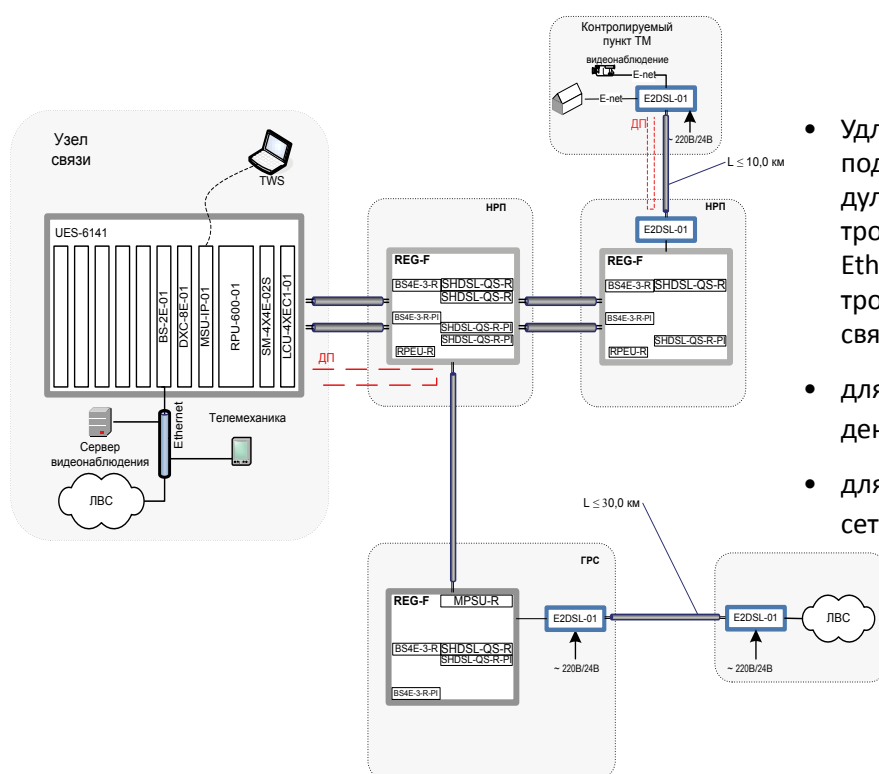 Контролируемый
пункт ТМ
видеонаблюдение
E-net
E-net
E2DSL-01
ДП
~ 220В/24В
L ≤ 10,0 км
Узел
связи
TWS
UES-6141
BS-2E-01
DXC-8E-01
MSU-IP-01
RPU-600-01
SM-4X4E-02S
LCU-4XEC1-01
ДП
Ethernet
Телемеханика
Сервер
видеонаблюдения
ЛВС
НРП
REG-F
BS4E-3-R
SHDSL-QS-R
SHDSL-QS-R
BS4E-3-R-PI
SHDSL-QS-R-PI
SHDSL-QS-R-PI
RPEU-R
НРП
E2DSL-01
REG-F
BS4E-3-R
SHDSL-QS-R
BS4E-3-R-PI
SHDSL-QS-R-PI
RPEU-R
L ≤ 30,0 км
ГРС
REG-F
MPSU-R
BS4E-3-R
SHDSL-QS-R
SHDSL-QS-R-PI
BS4E-3-R-PI
E2DSL-01
~ 220В/24В
E2DSL-01
~ 220В/24В
ЛВС
• Удл
под
дул
тро
Eth
тро
свя
• для
ден
• для
сет